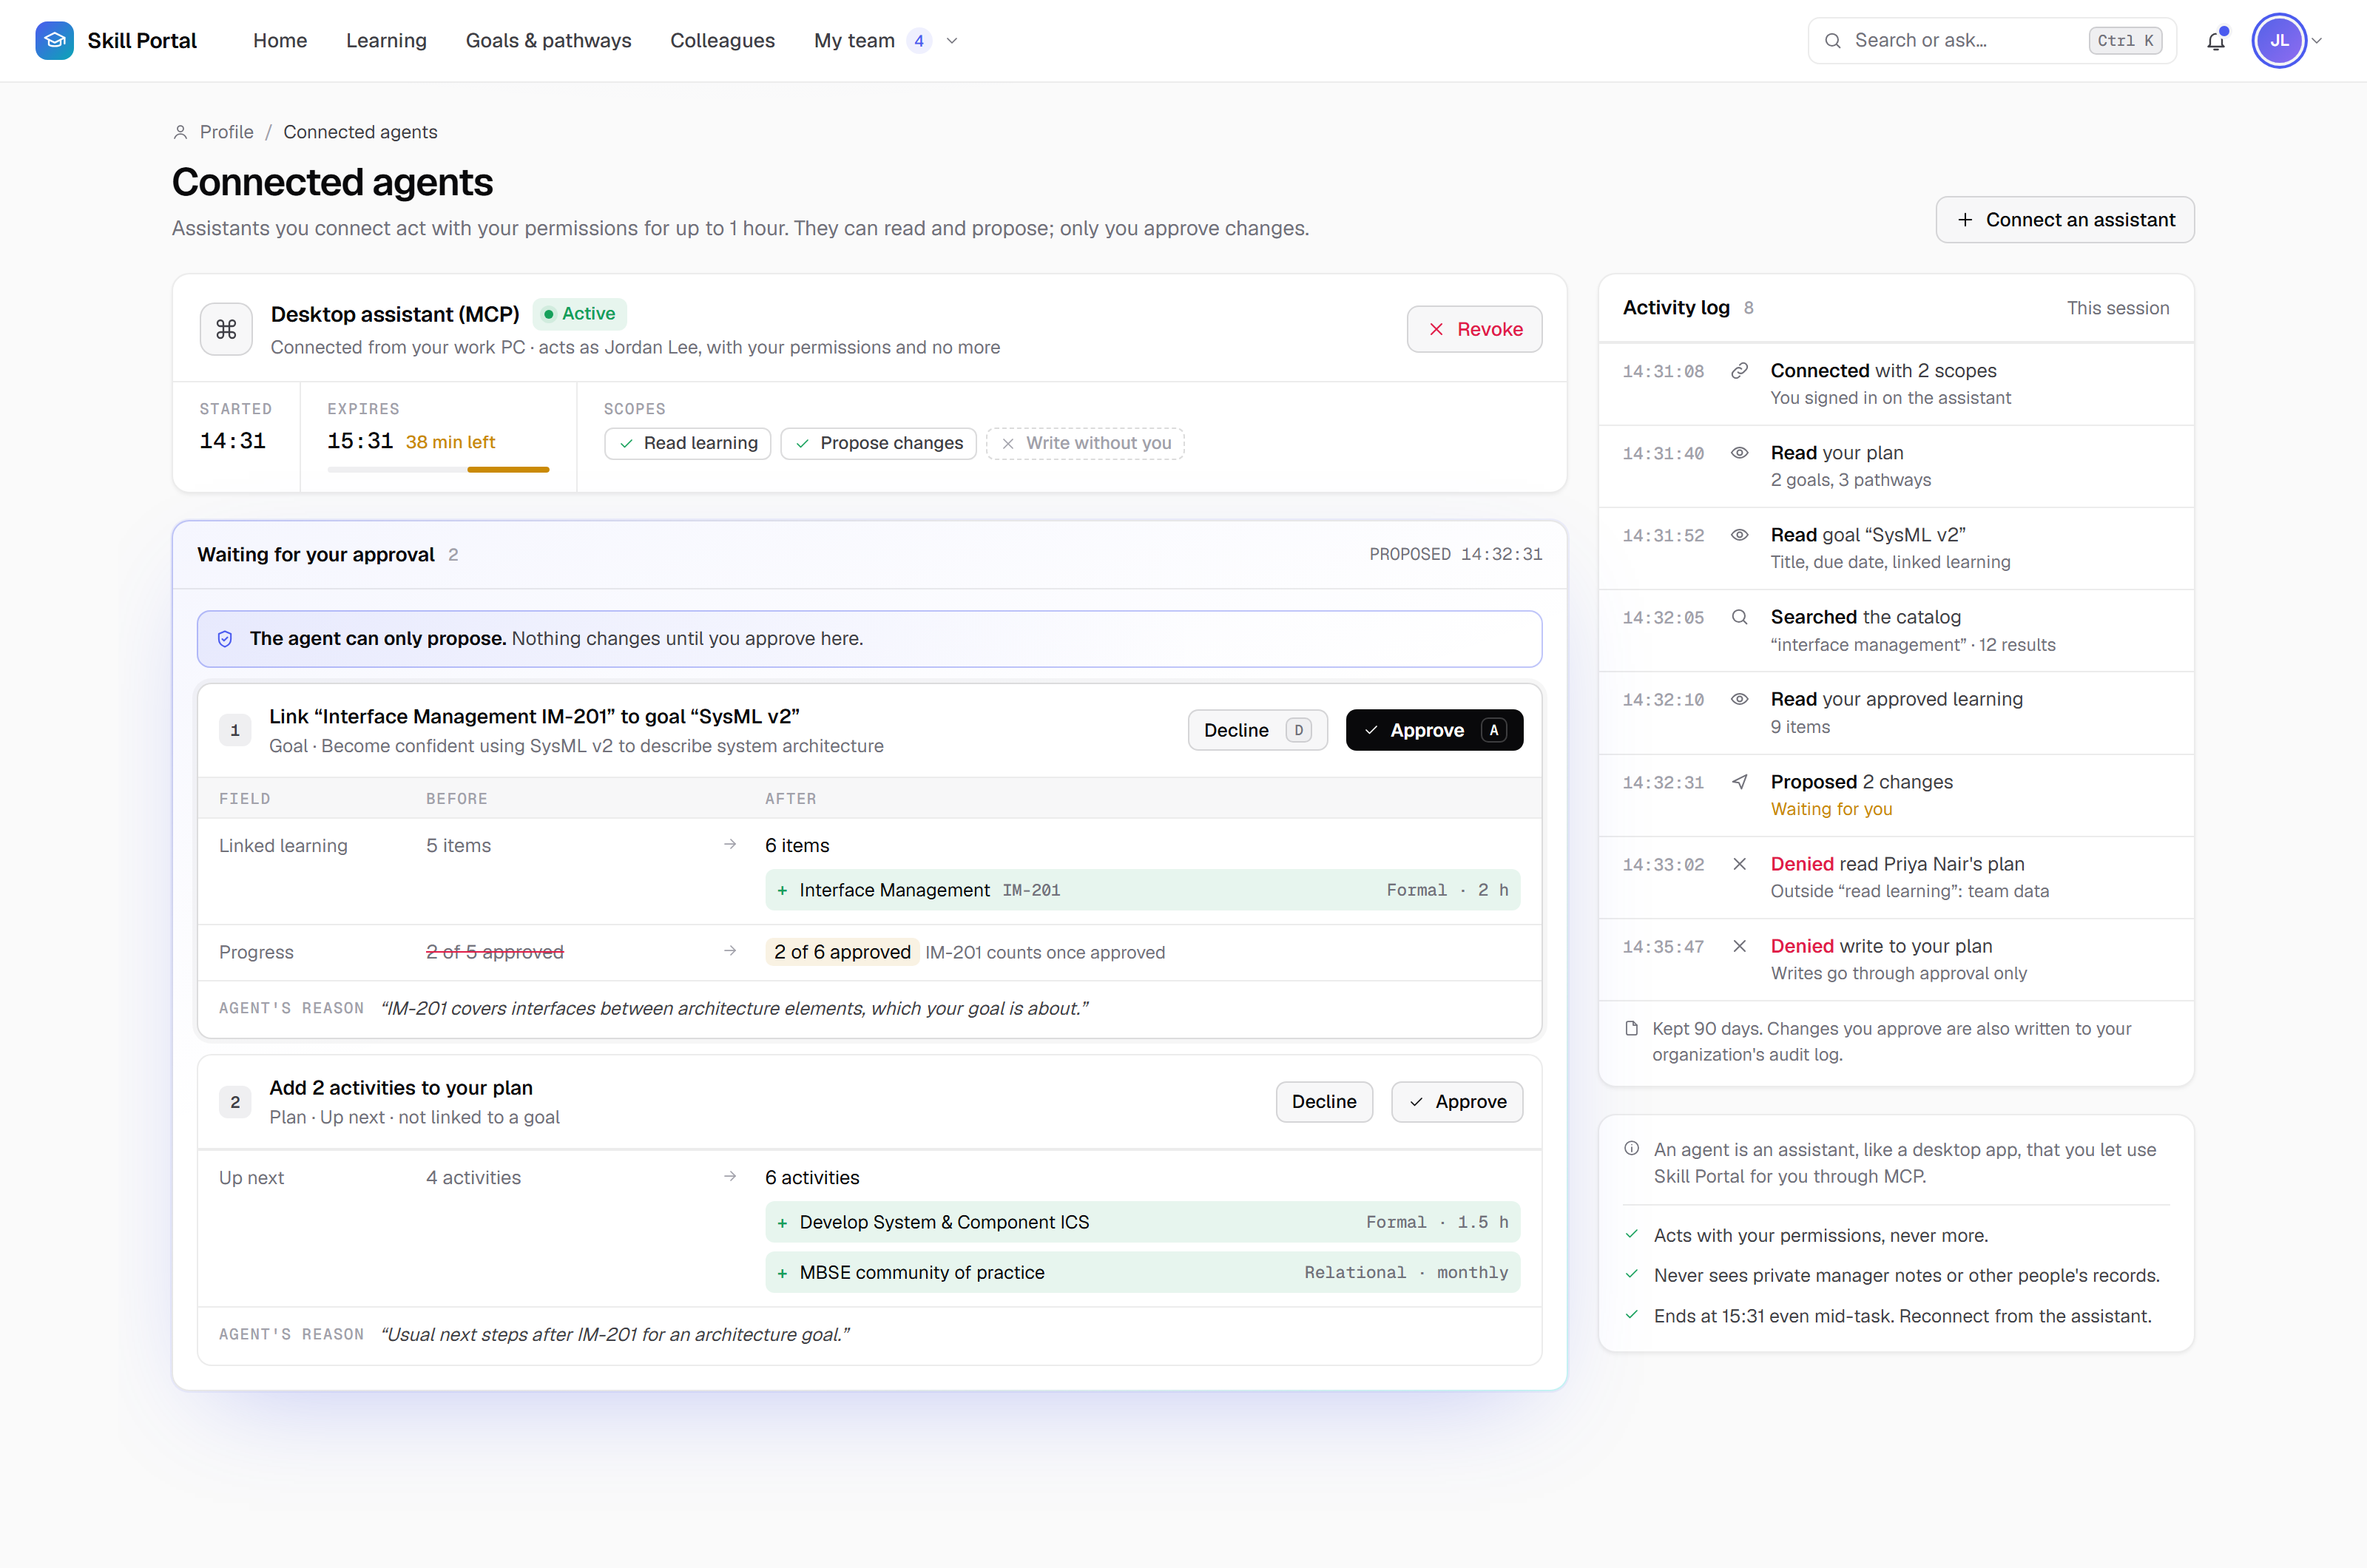 Skill Portal
Home
Learning
Goals & pathways
Colleagues
My team 4
Search or ask...
Ctrl K
JL
Profile / Connected agents
Connected agents
Assistants you connect act with your permissions for up to 1 hour. They can read and propose; only you approve changes.
Connect an assistant
Desktop assistant (MCP)
Active
Connected from your work PC · acts as Jordan Lee, with your permissions and no more
Revoke
STARTED
14:31
EXPIRES
15:31 38 min left
SCOPES
Read learning
Propose changes
Write without you
Waiting for your approval 2
PROPOSED 14:32:31
The agent can only propose. Nothing changes until you approve here.
1
Link “Interface Management IM-201” to goal “SysML v2”
Goal · Become confident using SysML v2 to describe system architecture
Decline D
Approve A
FIELD
BEFORE
AFTER
Linked learning
5 items
6 items
+ Interface Management IM-201
Formal · 2 h
Progress
2 of 5 approved
2 of 6 approved IM-201 counts once approved
AGENT'S REASON “IM-201 covers interfaces between architecture elements, which your goal is about.”
2
Add 2 activities to your plan
Plan · Up next · not linked to a goal
Decline
Approve
Up next
4 activities
6 activities
+ Develop System & Component ICS
Formal · 1.5 h
+ MBSE community of practice
Relational · monthly
AGENT'S REASON “Usual next steps after IM-201 for an architecture goal.”
Activity log 8
This session
14:31:08
Connected with 2 scopes
You signed in on the assistant
14:31:40
Read your plan
2 goals, 3 pathways
14:31:52
Read goal “SysML v2”
Title, due date, linked learning
14:32:05
Searched the catalog
“interface management” · 12 results
14:32:10
Read your approved learning
9 items
14:32:31
Proposed 2 changes
Waiting for you
14:33:02
Denied read Priya Nair's plan
Outside “read learning”: team data
14:35:47
Denied write to your plan
Writes go through approval only
Kept 90 days. Changes you approve are also written to your
organization's audit log.
An agent is an assistant, like a desktop app, that you let use
Skill Portal for you through MCP.
Acts with your permissions, never more.
Never sees private manager notes or other people's records.
Ends at 15:31 even mid-task. Reconnect from the assistant.